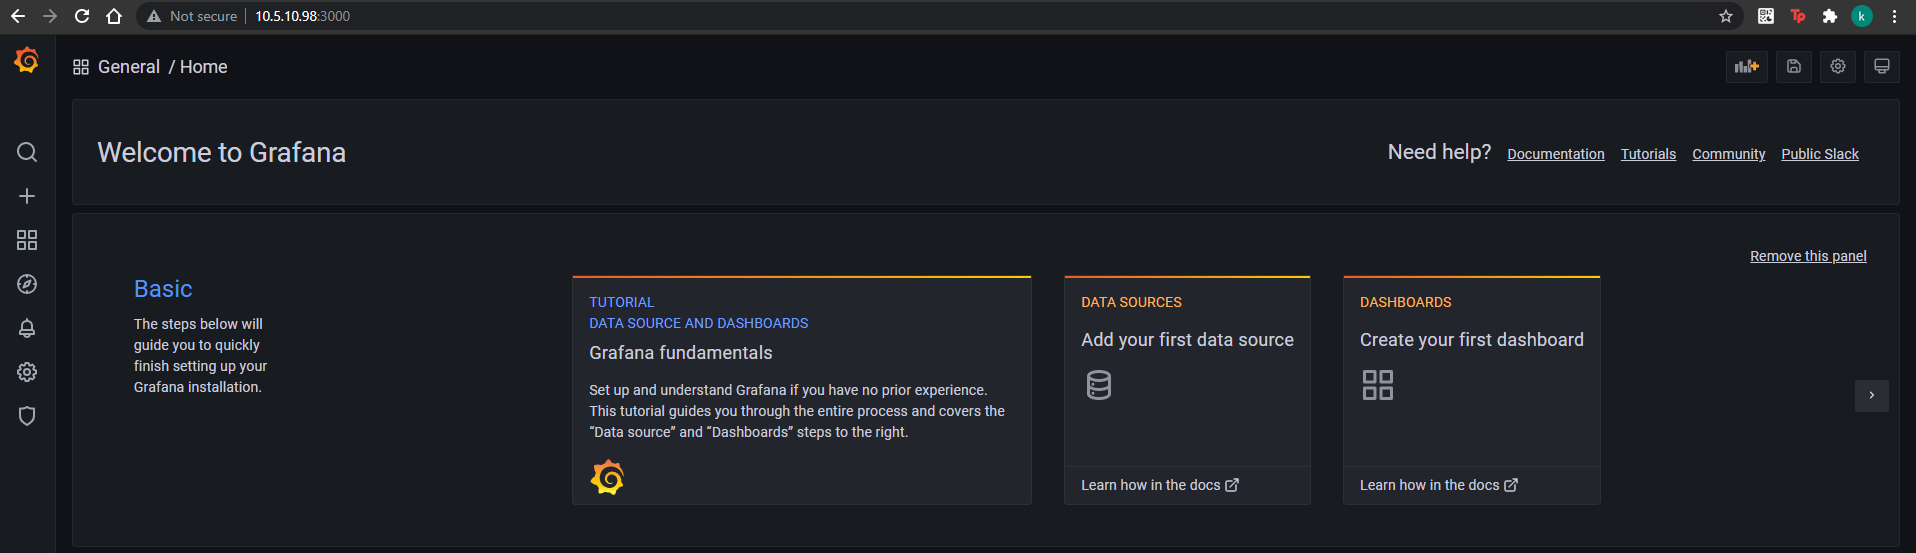 Not secure
10.5.10.98:3000
Tp
k
General / Home
Welcome to Grafana
Need help? Documentation Tutorials Community Public Slack
Remove this panel
Basic
The steps below will
guide you to quickly
finish setting up your
Grafana installation.
TUTORIAL
DATA SOURCE AND DASHBOARDS
Grafana fundamentals
Set up and understand Grafana if you have no prior experience.
This tutorial guides you through the entire process and covers the
“Data source” and “Dashboards” steps to the right.
DATA SOURCES
Add your first data source
Learn how in the docs
DASHBOARDS
Create your first dashboard
Learn how in the docs